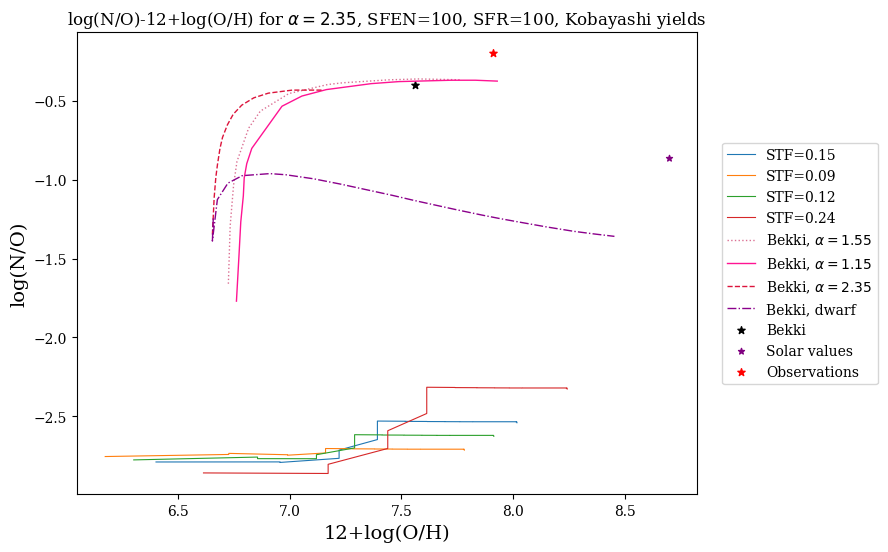 log(N/O)-12+log(O/H) for α = 2.35, SFEN=100, SFR=100, Kobayashi yields
log(N/O)
−0.5
−1.0
−1.5
−2.0
−2.5
6.5 7.0 7.5 8.0 8.5
12+log(O/H)
STF=0.15
STF=0.09
STF=0.12
STF=0.24
Bekki, α = 1.55
Bekki, α = 1.15
Bekki, α = 2.35
Bekki, dwarf
Bekki
Solar values
Observations